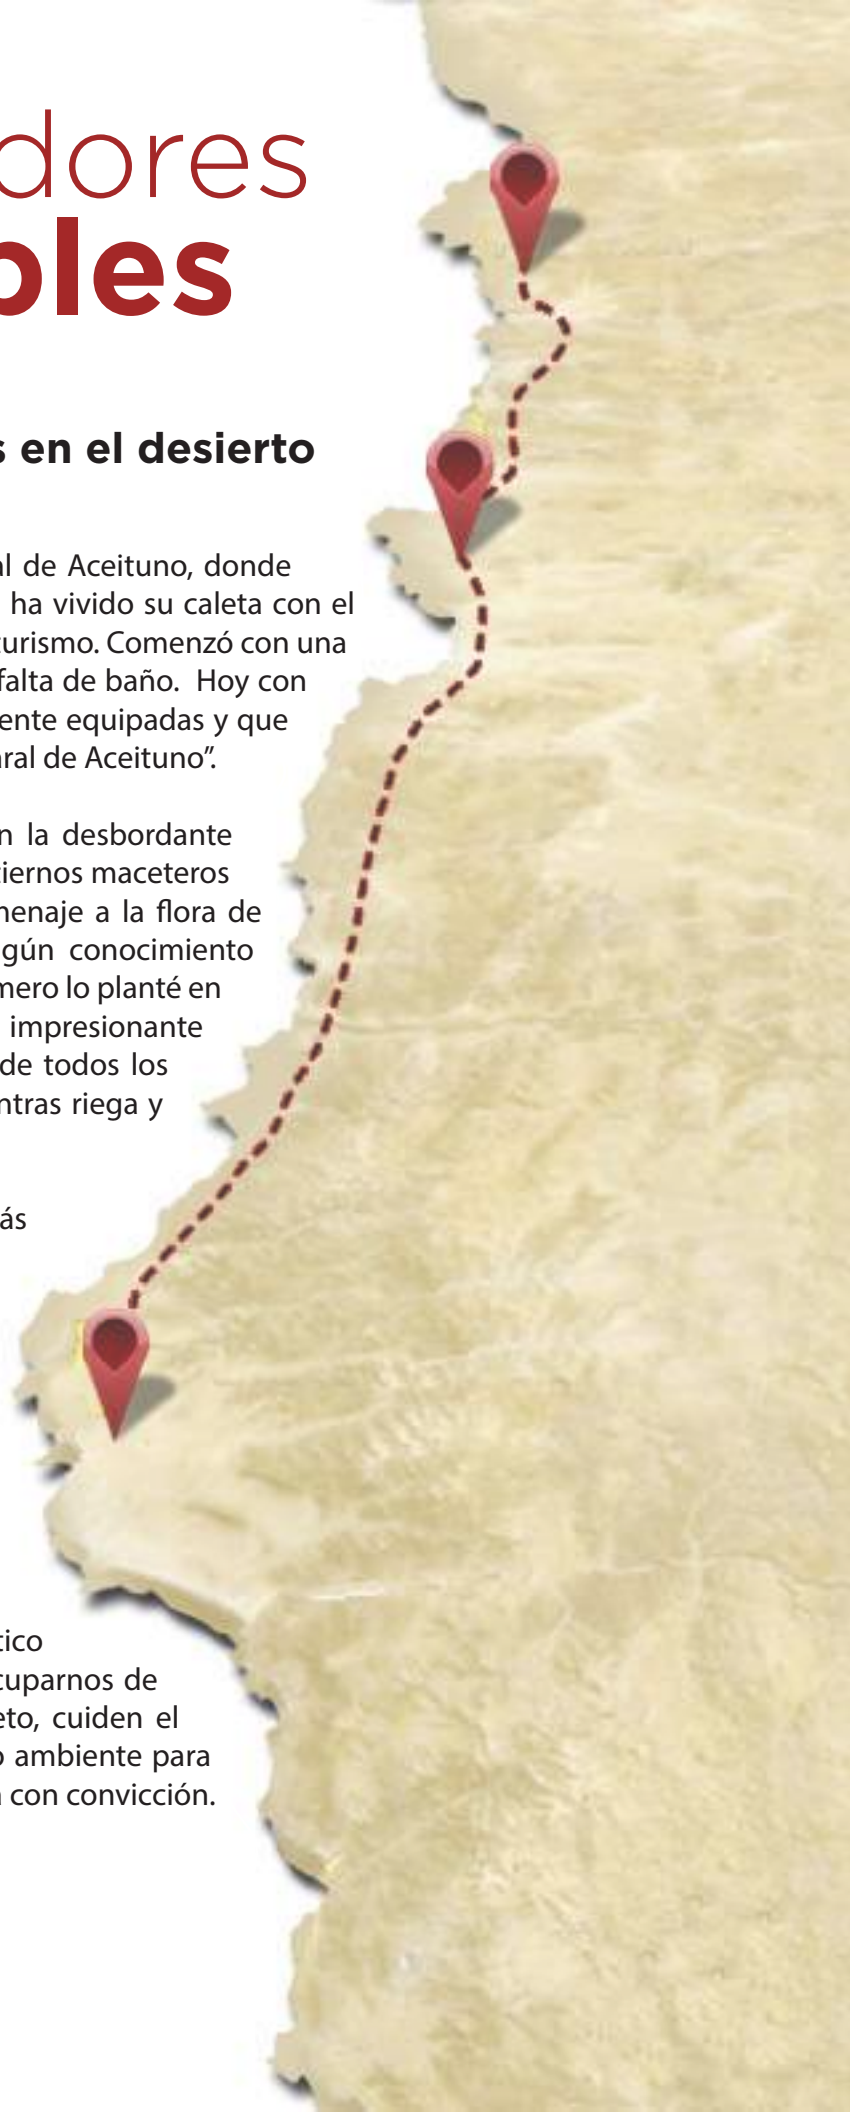 dores
bles
s en el desierto
al de Aceituno, donde
ha vivido su caleta con el
turismo. Comenzó con una
falta de baño. Hoy con
ente equipadas y que
aral de Aceituno”.
n la desbordante
tiernos maceteros
menaje a la flora de
gún conocimiento
mero lo planté en
impresionante
de todos los
ntras riega y
ás
tico
cuparnos de
eto, cuiden el
o ambiente para
a con convicción.